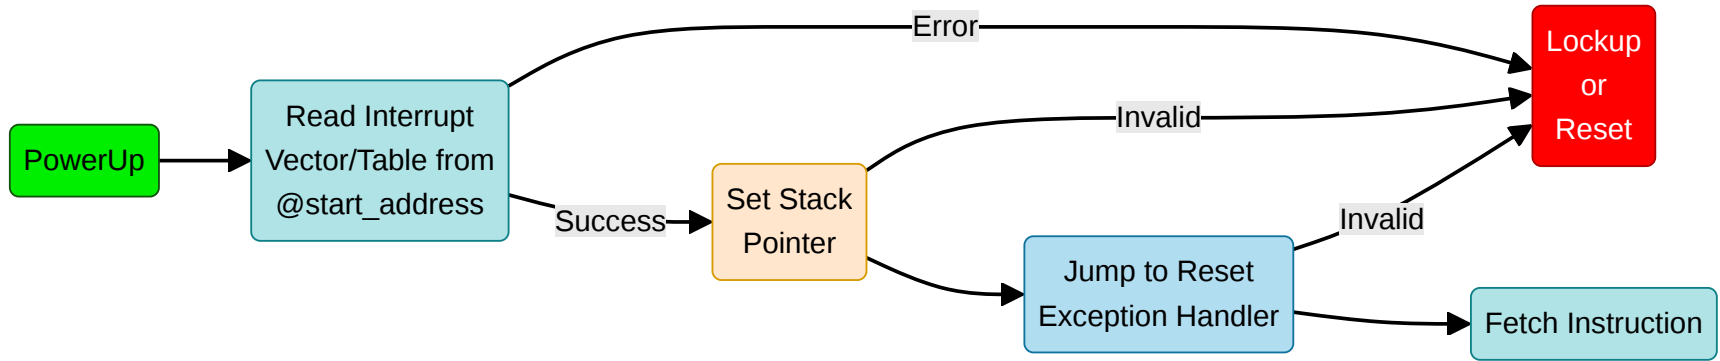 PowerUp
Read Interrupt
Vector/Table from
@start_address
Error
Success
Set Stack
Pointer
Invalid
Jump to Reset
Exception Handler
Invalid
Lockup
or
Reset
Fetch Instruction